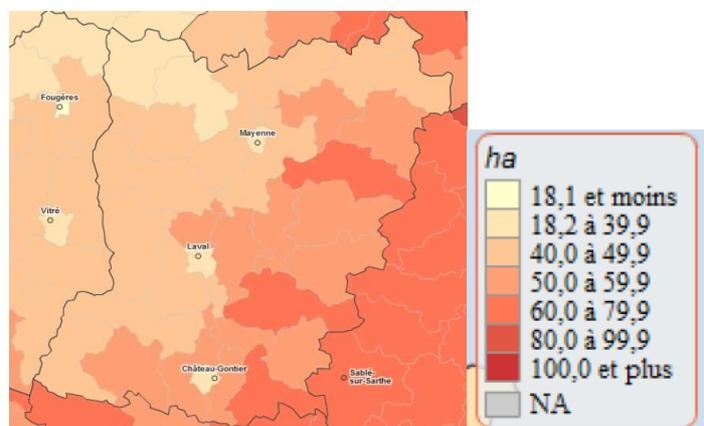 Fougères
Mayenne
Vitré
Laval
Château-Gontier
Sablé-
sur-Sarthe
ha
18,1 et moins
18,2 à 39,9
40,0 à 49,9
50,0 à 59,9
60,0 à 79,9
80,0 à 99,9
100,0 et plus
NA